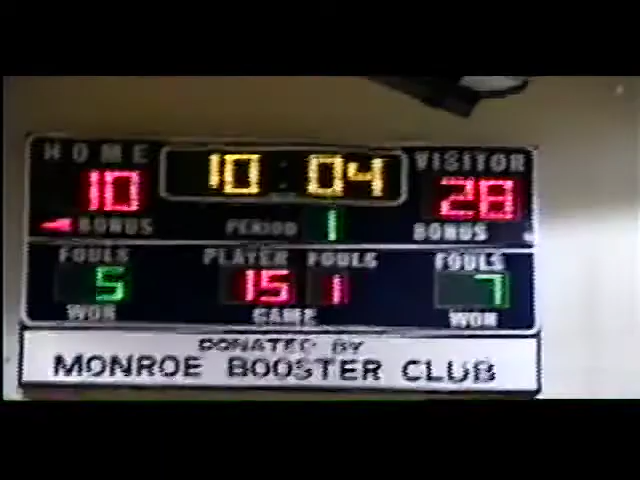 HOME 10:04 VISITOR
10 28
BONUS PERIOD 1 BONUS
FOULS PLAYER FOULS FOULS
5 15 1 7
WON GAME WON
DONATED BY
MONROE BOOSTER CLUB